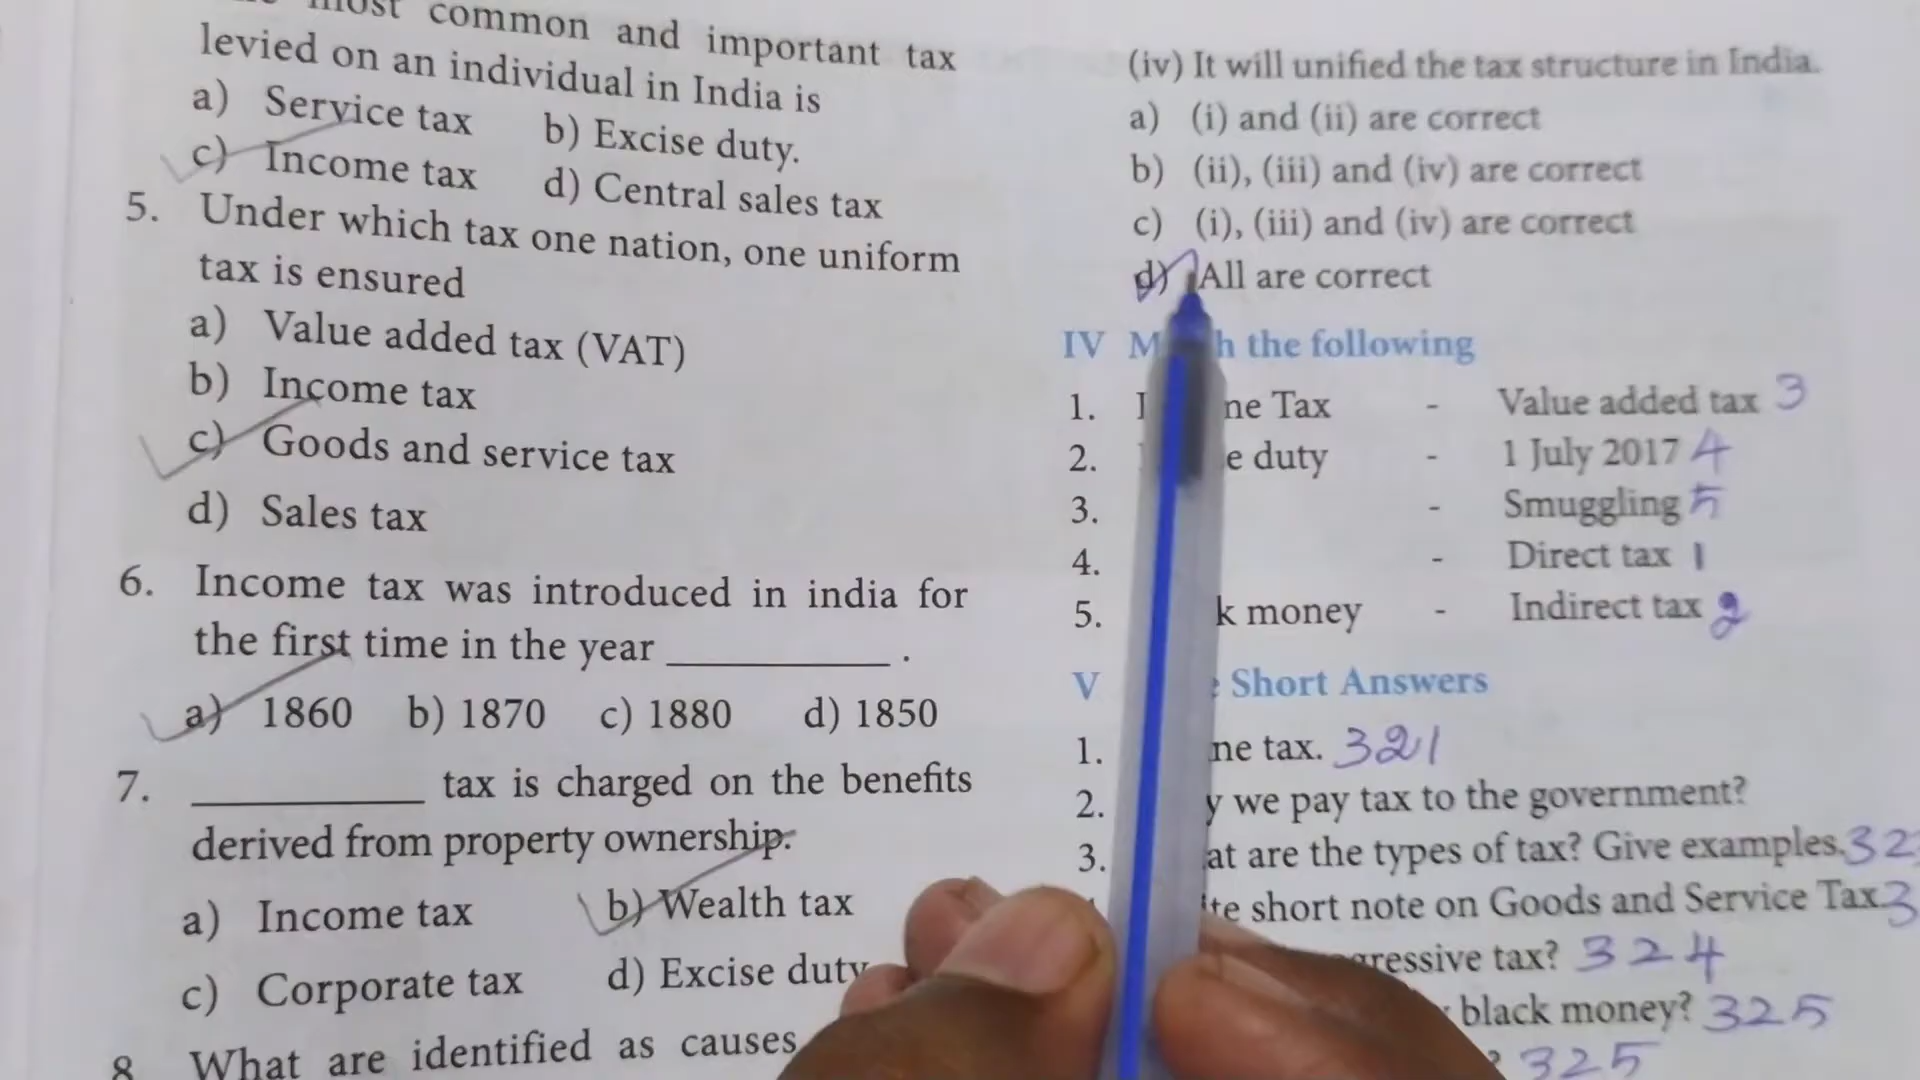 most common and important tax
levied on an individual in India is
a) Service tax b) Excise duty.
c) Income tax d) Central sales tax
5. Under which tax one nation, one uniform
tax is ensured
a) Value added tax (VAT)
b) Income tax
c) Goods and service tax
d) Sales tax
6. Income tax was introduced in india for
the first time in the year __________ .
a) 1860 b) 1870 c) 1880 d) 1850
7. __________ tax is charged on the benefits
derived from property ownership.
a) Income tax b) Wealth tax
c) Corporate tax d) Excise duty
8. What are identified as causes
(iv) It will unified the tax structure in India.
a) (i) and (ii) are correct
b) (ii), (iii) and (iv) are correct
c) (i), (iii) and (iv) are correct
d) All are correct
IV M h the following
1. I ne Tax - Value added tax 3
2. e duty - 1 July 2017 4
3. - Smuggling 5
4. - Direct tax 1
5. k money - Indirect tax 2
V Short Answers
1. ne tax. 321
2. y we pay tax to the government?
3. at are the types of tax? Give examples. 32
te short note on Goods and Service Tax 3
ressive tax? 324
black money? 325
? 325